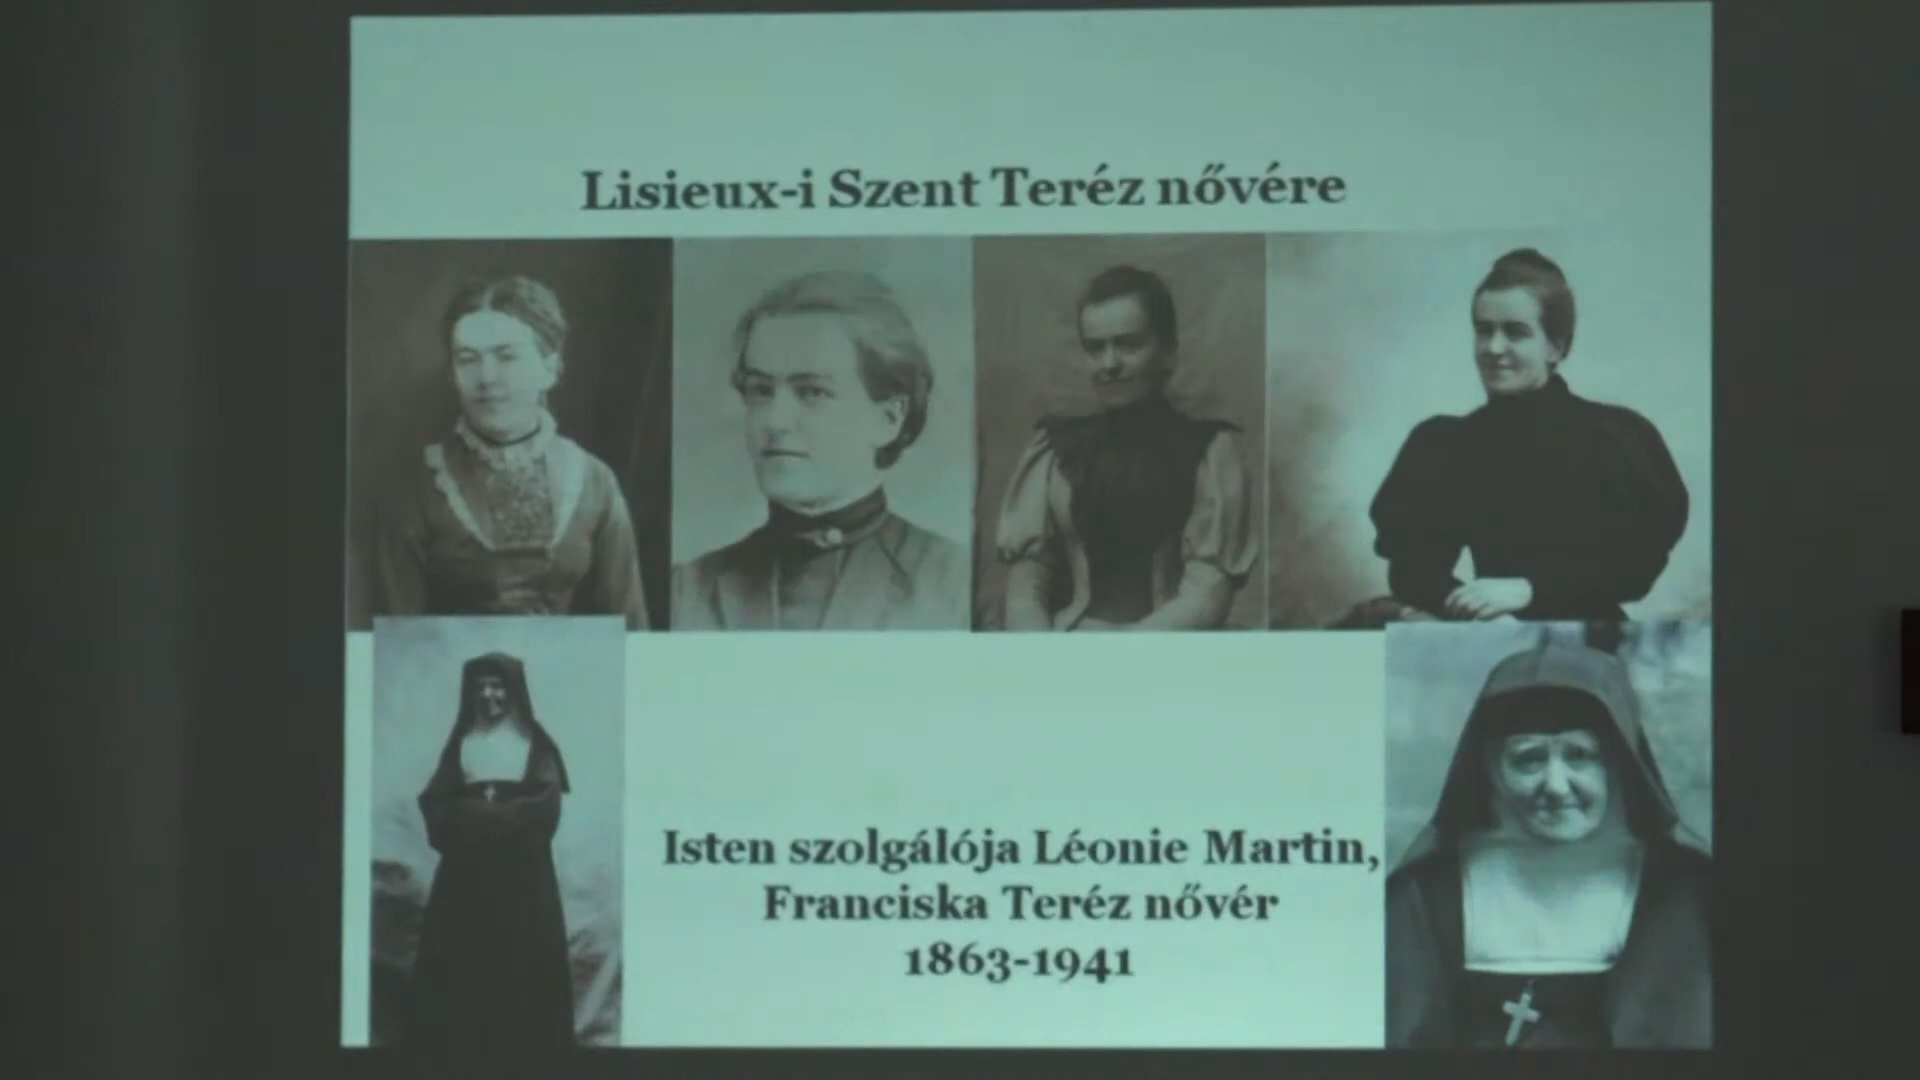 Lisieux-i Szent Teréz nővére
Isten szolgálója Léonie Martin,
Franciska Teréz nővér
1863-1941